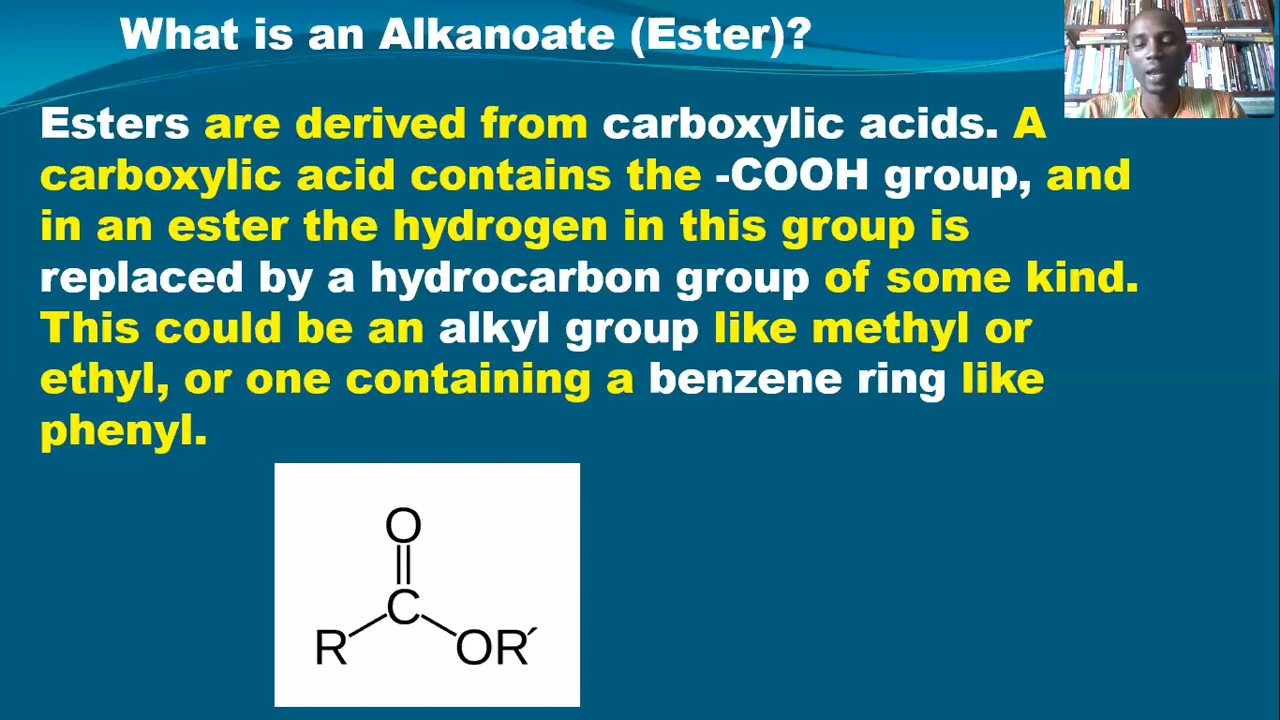 What is an Alkanoate (Ester)?
Esters are derived from carboxylic acids. A
carboxylic acid contains the -COOH group, and
in an ester the hydrogen in this group is
replaced by a hydrocarbon group of some kind.
This could be an alkyl group like methyl or
ethyl, or one containing a benzene ring like
phenyl.
O
C
R OR´